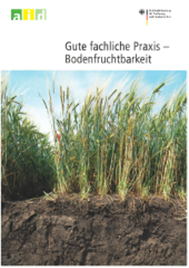 aid
Gute fachliche Praxis –
Bodenfruchtbarkeit